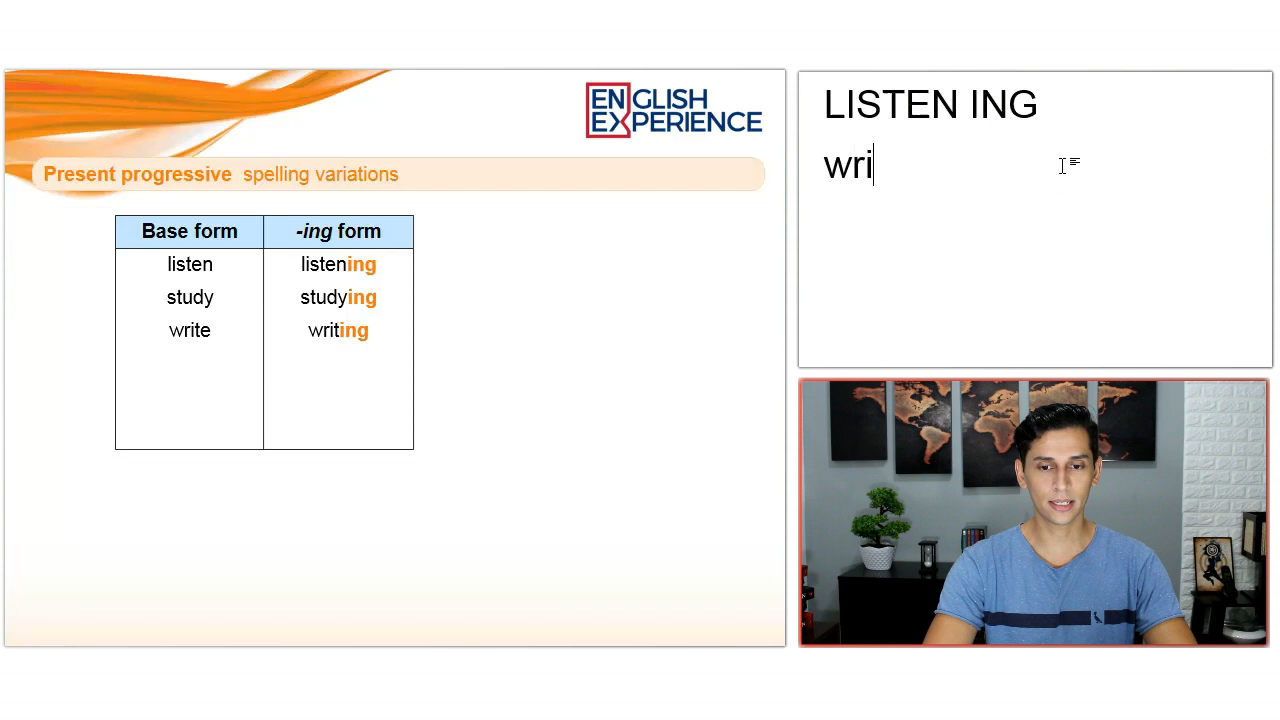 ENGLISH
EXPERIENCE
Present progressive spelling variations
Base form -ing form
listen listening
study studying
write writing
LISTEN ING
wri